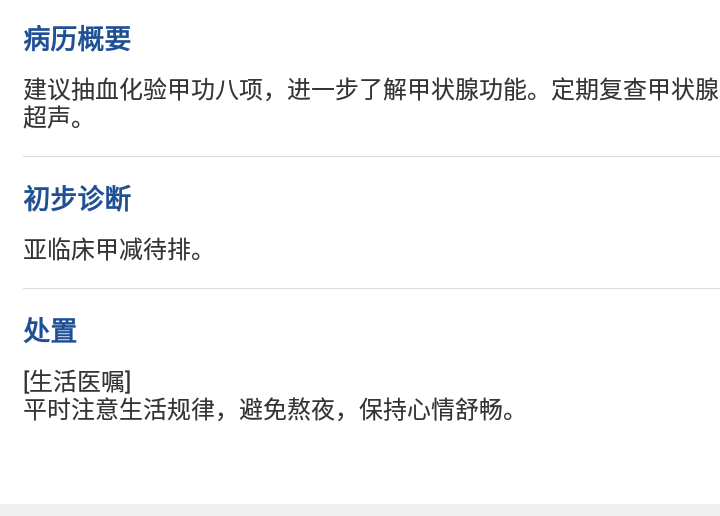 病历概要
建议抽血化验甲功八项，进一步了解甲状腺功能。定期复查甲状腺
超声。
初步诊断
亚临床甲减待排。
处置
[生活医嘱]
平时注意生活规律，避免熬夜，保持心情舒畅。